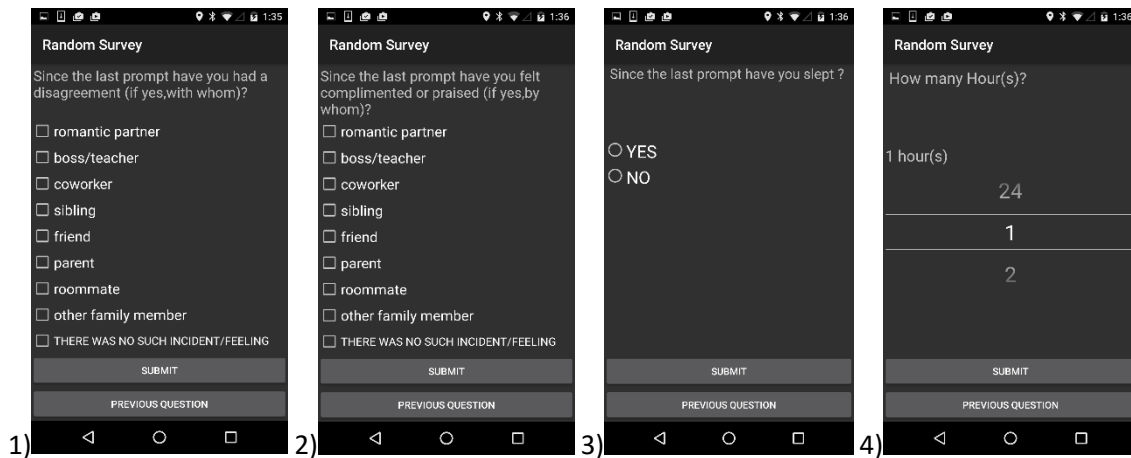 1:35
Random Survey
Since the last prompt have you had a
disagreement (if yes,with whom)?
romantic partner
boss/teacher
coworker
sibling
friend
parent
roommate
other family member
THERE WAS NO SUCH INCIDENT/FEELING
SUBMIT
PREVIOUS QUESTION
1)
1:36
Random Survey
Since the last prompt have you felt
complimented or praised (if yes,by
whom)?
romantic partner
boss/teacher
coworker
sibling
friend
parent
roommate
other family member
THERE WAS NO SUCH INCIDENT/FEELING
SUBMIT
PREVIOUS QUESTION
2)
1:36
Random Survey
Since the last prompt have you slept ?
YES
NO
SUBMIT
PREVIOUS QUESTION
3)
1:36
Random Survey
How many Hour(s)?
1 hour(s)
24
1
2
SUBMIT
PREVIOUS QUESTION
4)